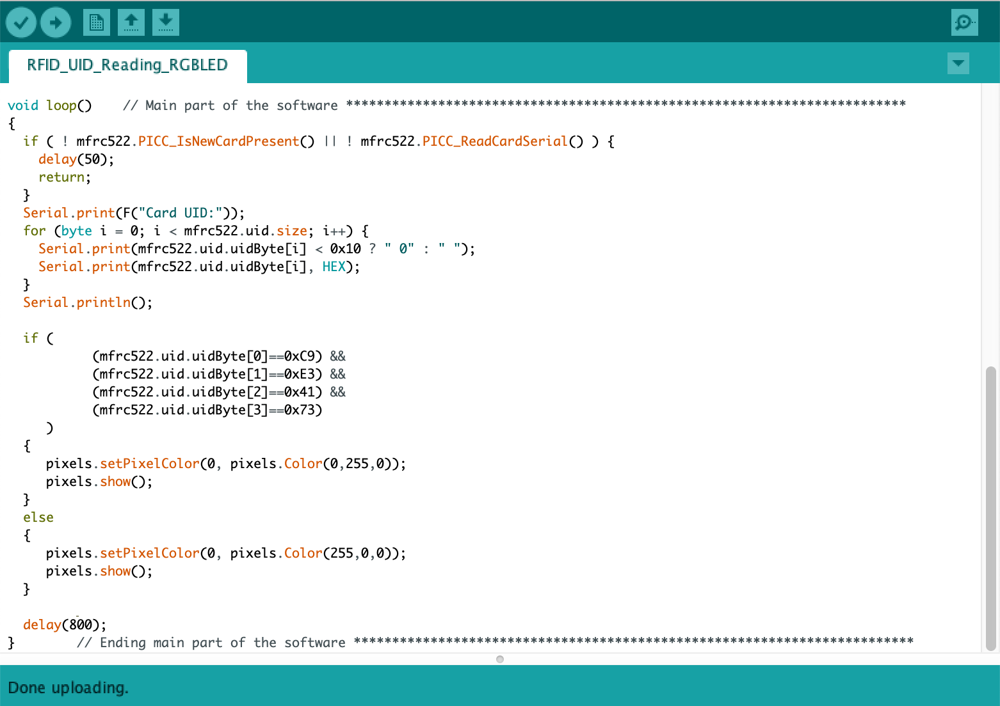 RFID_UID_Reading_RGBLED
void loop()    // Main part of the software *************************************************************************
{
  if ( ! mfrc522.PICC_IsNewCardPresent() || ! mfrc522.PICC_ReadCardSerial() ) {
    delay(50);
    return;
  }
  Serial.print(F("Card UID:"));
  for (byte i = 0; i < mfrc522.uid.size; i++) {
    Serial.print(mfrc522.uid.uidByte[i] < 0x10 ? " 0" : " ");
    Serial.print(mfrc522.uid.uidByte[i], HEX);
  }
  Serial.println();
  if (
           (mfrc522.uid.uidByte[0]==0xC9) &&
           (mfrc522.uid.uidByte[1]==0xE3) &&
           (mfrc522.uid.uidByte[2]==0x41) &&
           (mfrc522.uid.uidByte[3]==0x73)
     )
  {
     pixels.setPixelColor(0, pixels.Color(0,255,0));
     pixels.show();
  }
  else
  {
     pixels.setPixelColor(0, pixels.Color(255,0,0));
     pixels.show();
  }
  delay(800);
}        // Ending main part of the software *************************************************************************
Done uploading.